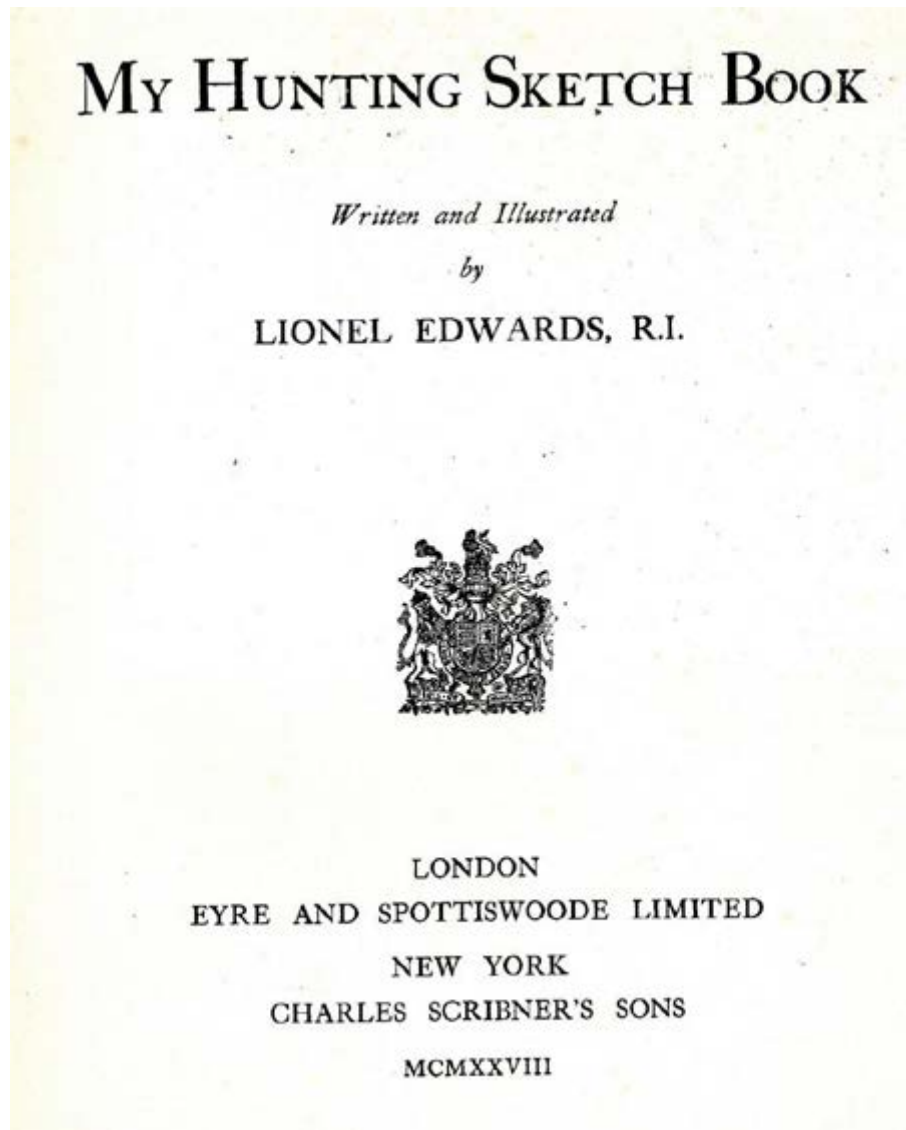 My Hunting Sketch Book
Written and Illustrated
by
LIONEL EDWARDS, R.I.
LONDON
EYRE AND SPOTTISWOODE LIMITED
NEW YORK
CHARLES SCRIBNER'S SONS
MCMXXVIII